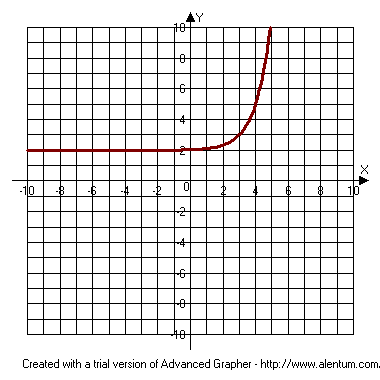 Y
10
8
6
4
2
X
-10 -8 -6 -4 -2 0 2 4 6 8 10
-2
-4
-6
-8
-10
Created with a trial version of Advanced Grapher - http://www.alentum.com